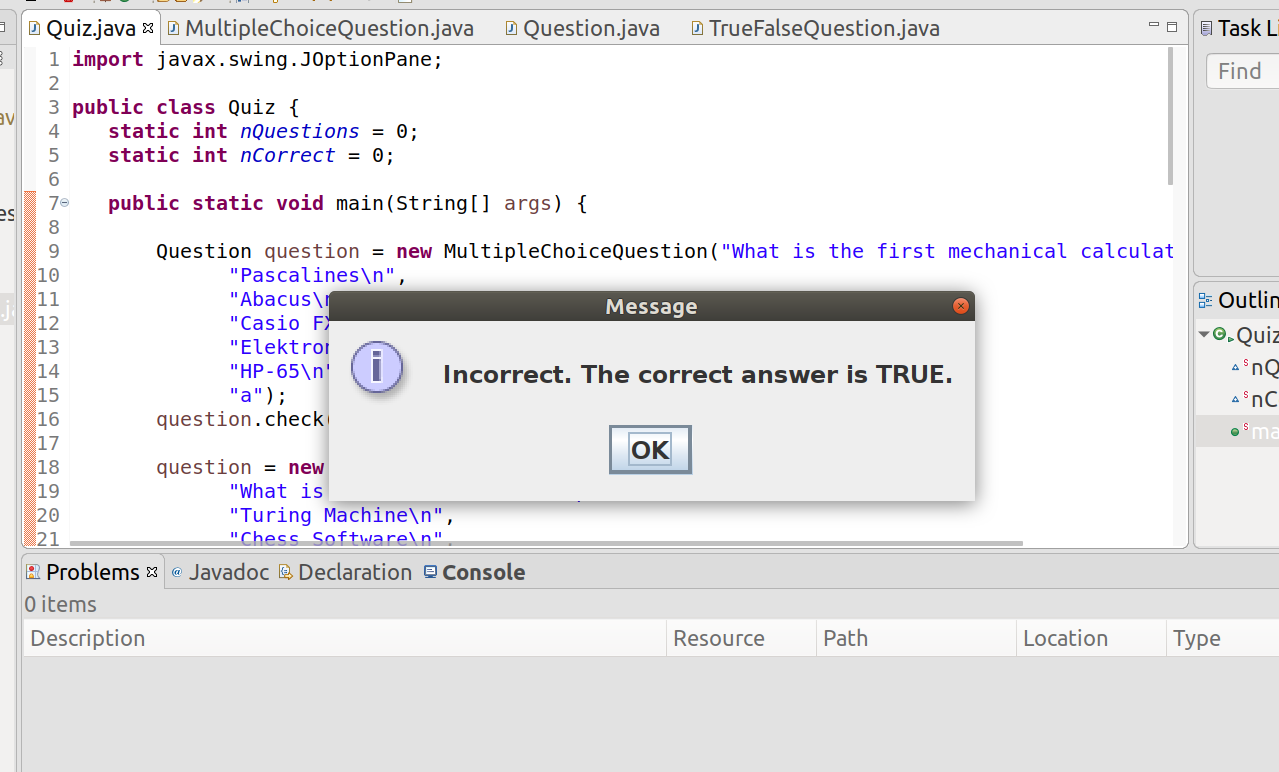 Quiz.java MultipleChoiceQuestion.java Question.java TrueFalseQuestion.java
1 import javax.swing.JOptionPane;
2
3 public class Quiz {
4 static int nQuestions = 0;
5 static int nCorrect = 0;
6
7 public static void main(String[] args) {
8
9 Question question = new MultipleChoiceQuestion("What is the first mechanical calculat
10 "Pascalines\n",
11 "Abacus\n
12 "Casio FX
13 "Elektron
14 "HP-65\n"
15 "a");
16 question.check(
17
18 question = new
19 "What is
20 "Turing Machine\n",
21 "Chess Software\n",
Message
Incorrect. The correct answer is TRUE.
OK
Task Li
Find
Outlin
Quiz
nQ
nC
ma
Problems @ Javadoc Declaration Console
0 items
Description Resource Path Location Type